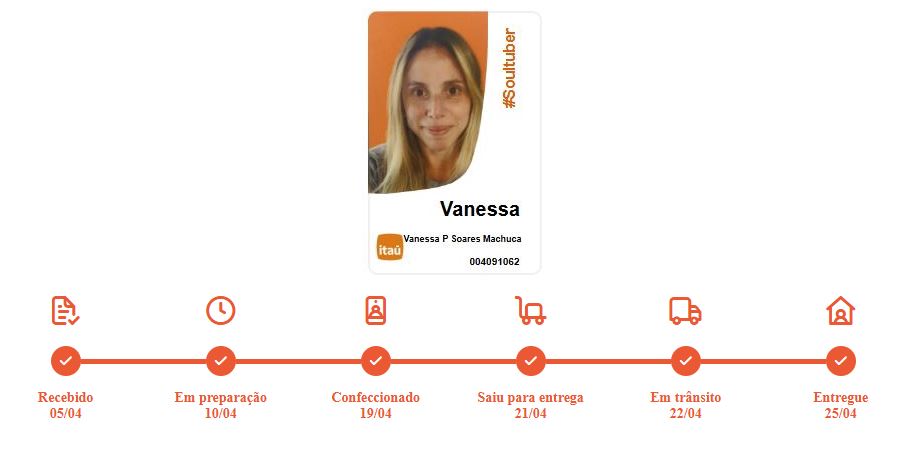 #Soultuber
Vanessa
Vanessa P Soares Machuca
itaú
004091062
Recebido
05/04
Em preparação
10/04
Confeccionado
19/04
Saiu para entrega
21/04
Em trânsito
22/04
Entregue
25/04